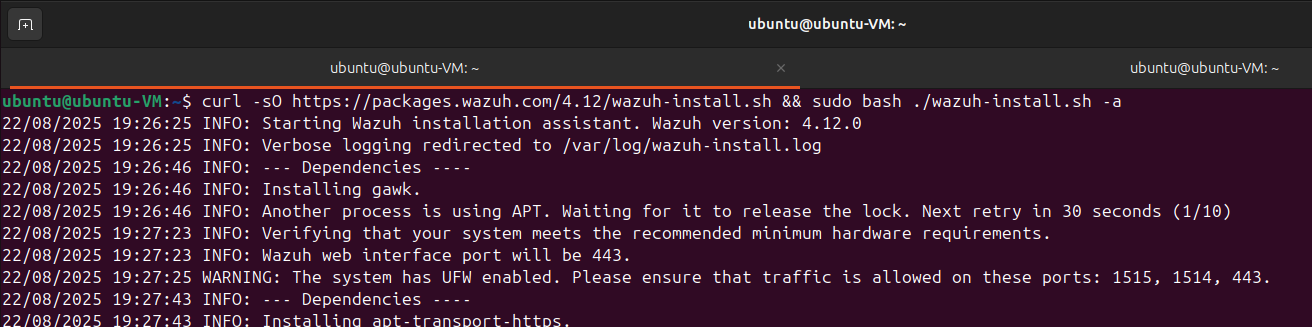 ubuntu@ubuntu-VM: ~
ubuntu@ubuntu-VM: ~ ×
ubuntu@ubuntu-VM: ~
ubuntu@ubuntu-VM:~$ curl -sO https://packages.wazuh.com/4.12/wazuh-install.sh && sudo bash ./wazuh-install.sh -a
22/08/2025 19:26:25 INFO: Starting Wazuh installation assistant. Wazuh version: 4.12.0
22/08/2025 19:26:25 INFO: Verbose logging redirected to /var/log/wazuh-install.log
22/08/2025 19:26:46 INFO: --- Dependencies ----
22/08/2025 19:26:46 INFO: Installing gawk.
22/08/2025 19:26:46 INFO: Another process is using APT. Waiting for it to release the lock. Next retry in 30 seconds (1/10)
22/08/2025 19:27:23 INFO: Verifying that your system meets the recommended minimum hardware requirements.
22/08/2025 19:27:23 INFO: Wazuh web interface port will be 443.
22/08/2025 19:27:25 WARNING: The system has UFW enabled. Please ensure that traffic is allowed on these ports: 1515, 1514, 443.
22/08/2025 19:27:43 INFO: --- Dependencies ----
22/08/2025 19:27:43 INFO: Installing apt-transport-https.